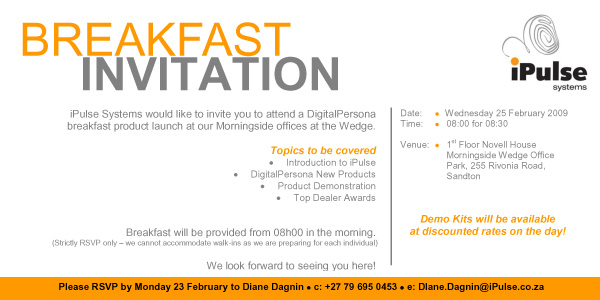 BREAKFAST
INVITATION
iPulse
systems
iPulse Systems would like to invite you to attend a DigitalPersona
breakfast product launch at our Morningside offices at the Wedge.
Topics to be covered
• Introduction to iPulse
• DigitalPersona New Products
• Product Demonstration
• Top Dealer Awards
Breakfast will be provided from 08h00 in the morning.
(Strictly RSVP only – we cannot accommodate walk-ins as we are preparing for each individual)
We look forward to seeing you here!
Date: • Wednesday 25 February 2009
Time: • 08:00 for 08:30
Venue: • 1st Floor Novell House
Morningside Wedge Office
Park, 255 Rivonia Road,
Sandton
Demo Kits will be available
at discounted rates on the day!
Please RSVP by Monday 23 February to Diane Dagnin • c: +27 79 695 0453 • e: DIane.Dagnin@iPulse.co.za